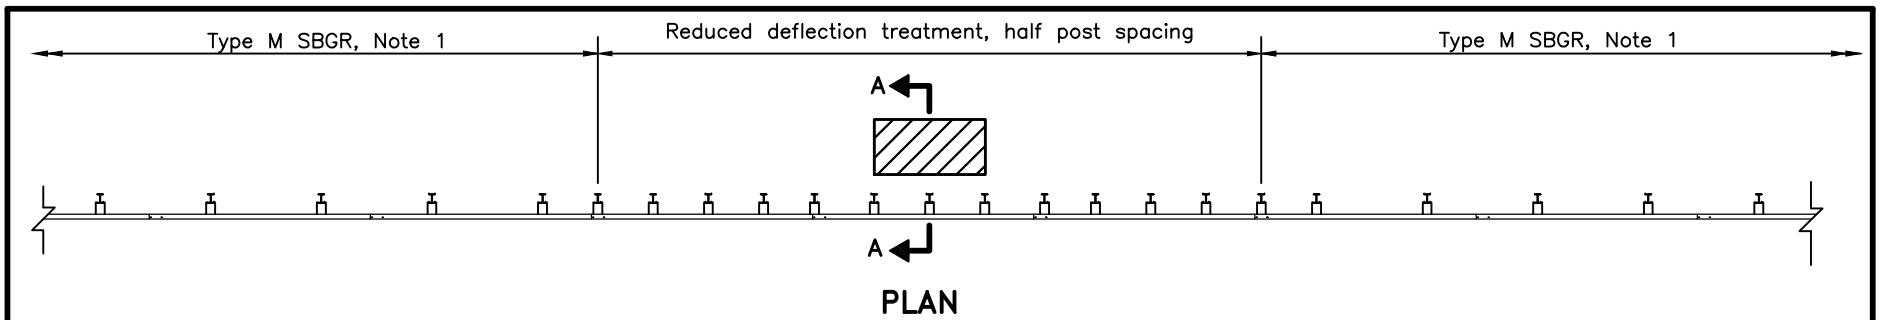 Type M SBGR, Note 1
Reduced deflection treatment, half post spacing
Type M SBGR, Note 1
A
A
PLAN